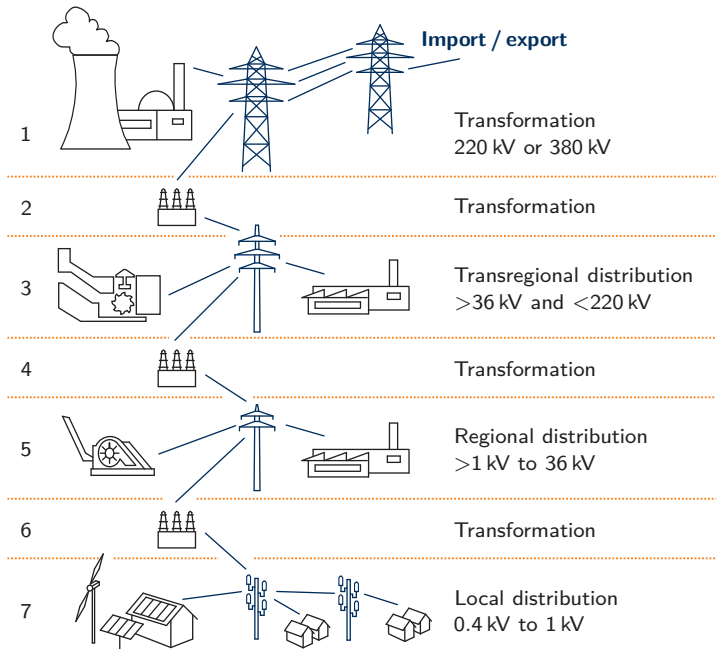 Import / export
1
Transformation
220 kV or 380 kV
2
Transformation
3
Transregional distribution
>36 kV and <220 kV
4
Transformation
5
Regional distribution
>1 kV to 36 kV
6
Transformation
7
Local distribution
0.4 kV to 1 kV